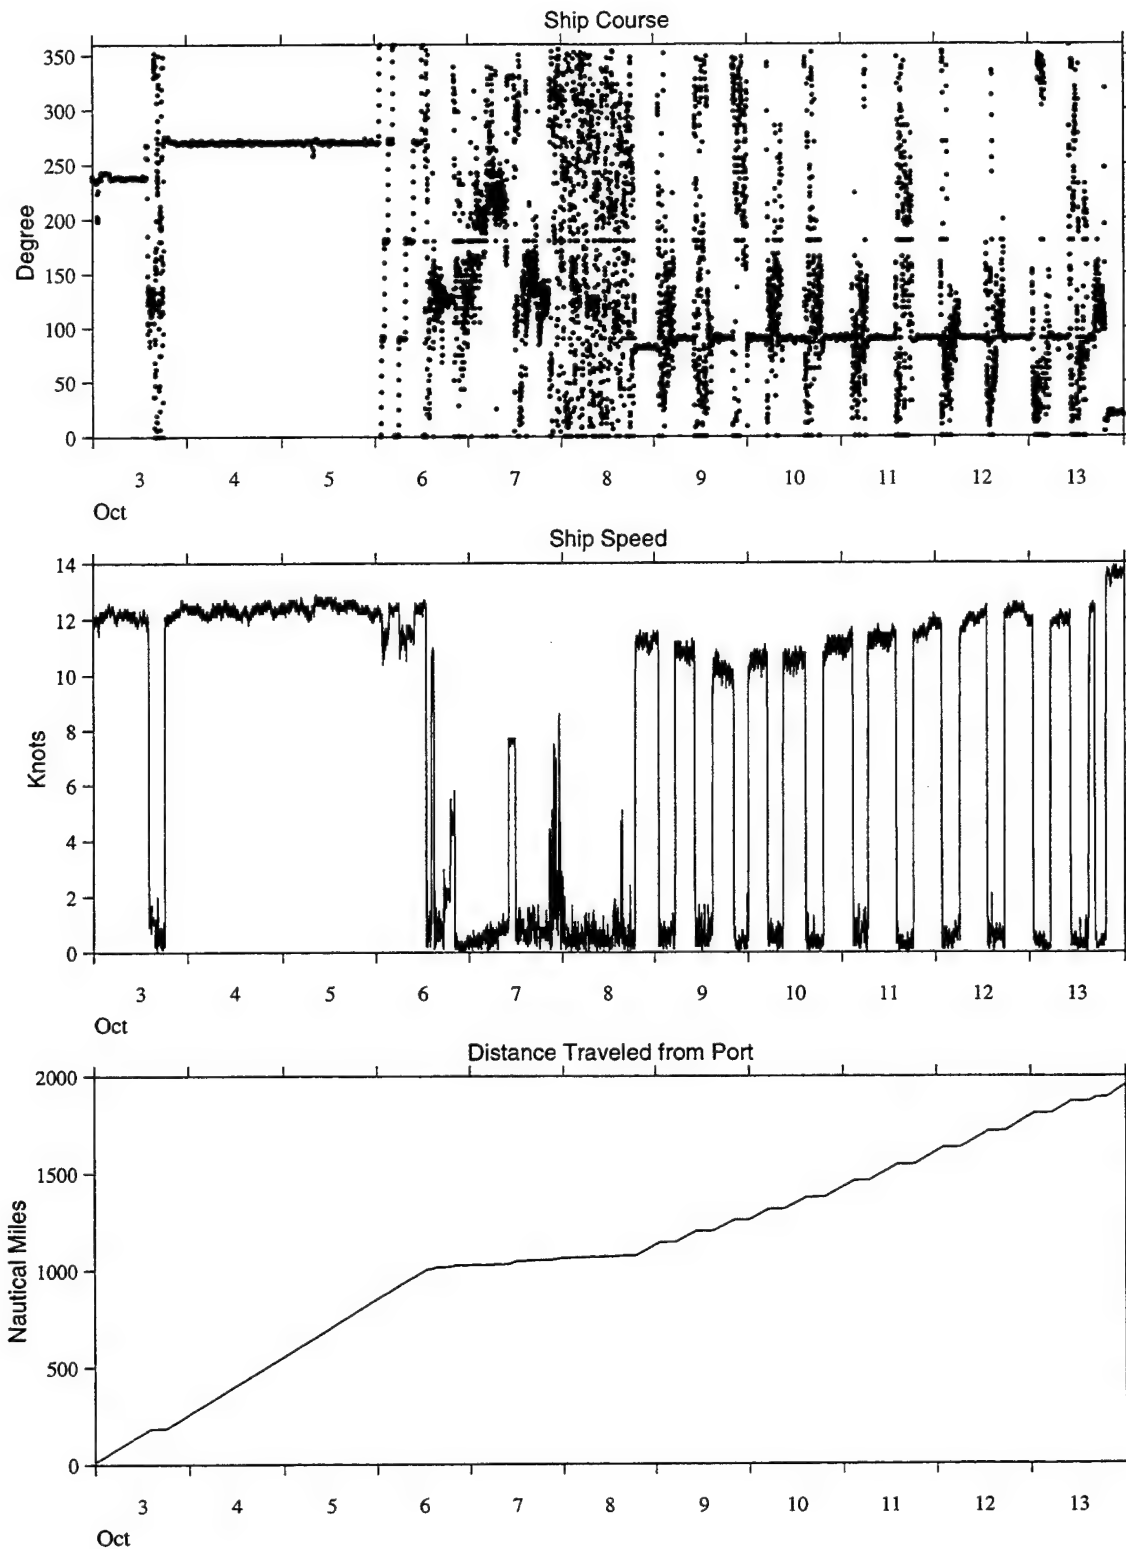 Ship Course
350
300
250
200
150
100
50
0
Degree
3 4 5 6 7 8 9 10 11 12 13
Oct
Ship Speed
14
12
10
8
6
4
2
0
Knots
3 4 5 6 7 8 9 10 11 12 13
Oct
Distance Traveled from Port
2000
1500
1000
500
0
Nautical Miles
3 4 5 6 7 8 9 10 11 12 13
Oct